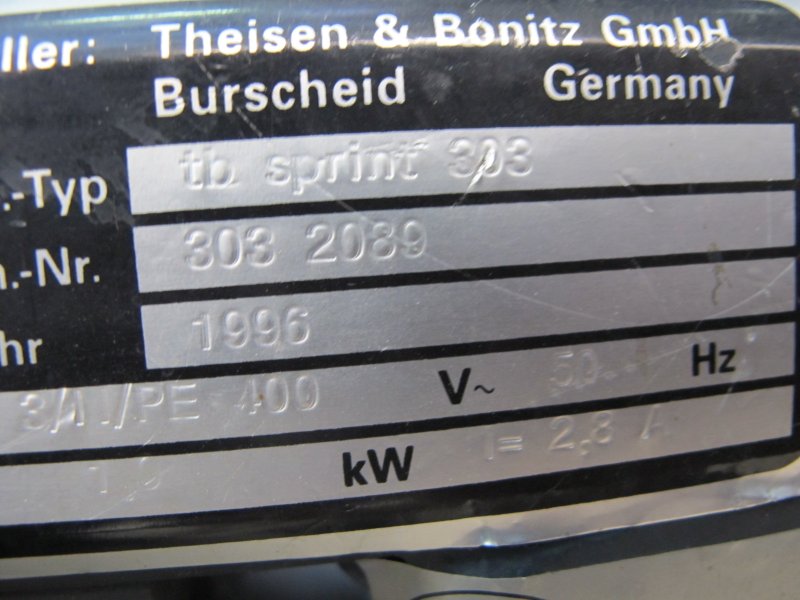 ller: Theisen & Bonitz GmbH
Burscheid Germany
.-Typ tb sprint 303
.-Nr. 303 2089
hr 1996
3/N/PE 400 V~ 50 Hz
kW I= 2,8 A